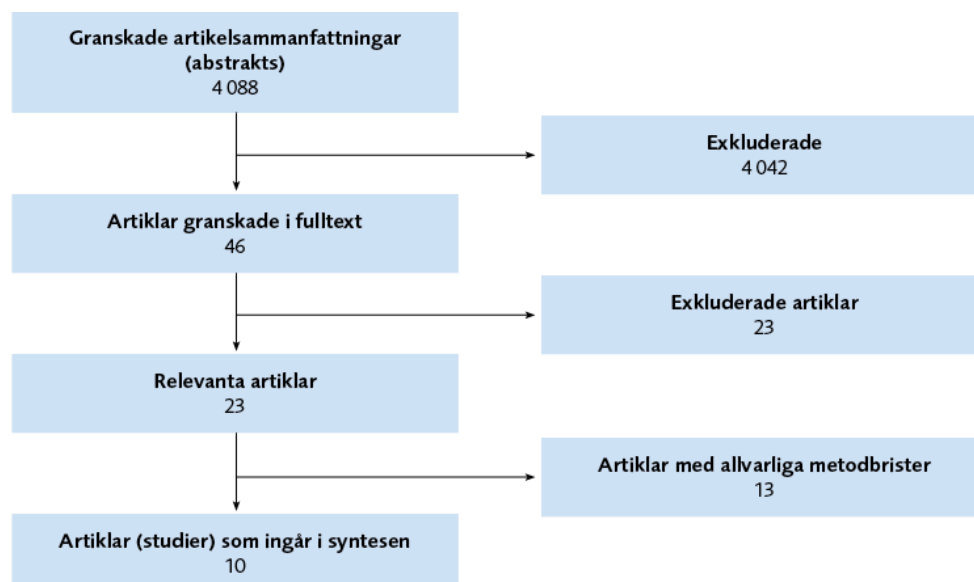 Granskade artikelsammanfattningar
(abstrakts)
4 088
Exkluderade
4 042
Artiklar granskade i fulltext
46
Exkluderade artiklar
23
Relevanta artiklar
23
Artiklar med allvarliga metodbrister
13
Artiklar (studier) som ingår i syntesen
10